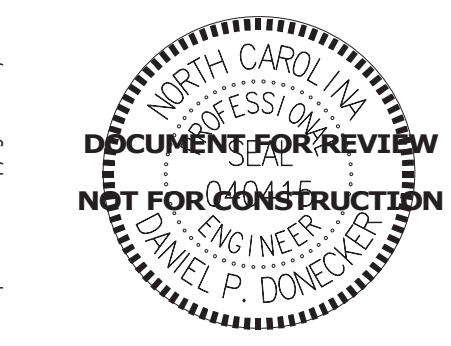 NORTH CAROLINA
PROFESSIONAL
DOCUMENT FOR REVIEW
SEAL
040415
NOT FOR CONSTRUCTION
ENGINEER
DANIEL P. DONECKER